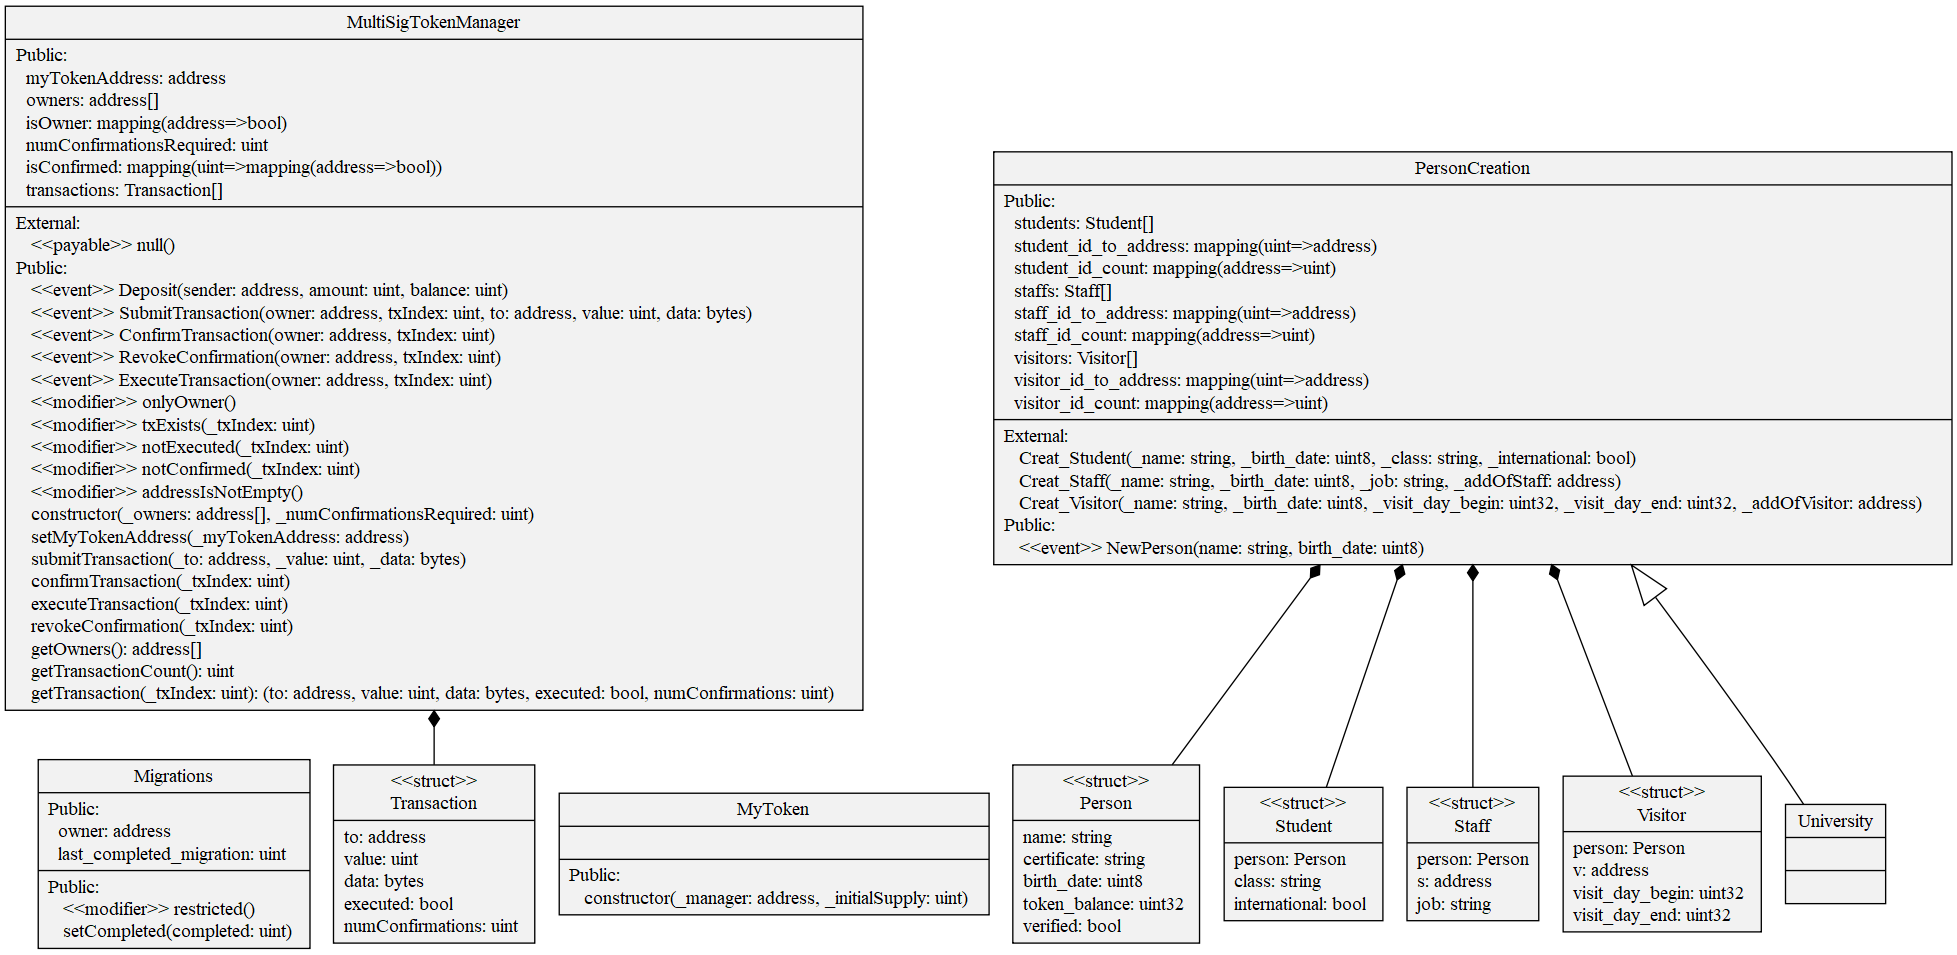 MultiSigTokenManager
Public:
myTokenAddress: address
owners: address[]
isOwner: mapping(address=>bool)
numConfirmationsRequired: uint
isConfirmed: mapping(uint=>mapping(address=>bool))
transactions: Transaction[]
External:
<<payable>> null()
Public:
<<event>> Deposit(sender: address, amount: uint, balance: uint)
<<event>> SubmitTransaction(owner: address, txIndex: uint, to: address, value: uint, data: bytes)
<<event>> ConfirmTransaction(owner: address, txIndex: uint)
<<event>> RevokeConfirmation(owner: address, txIndex: uint)
<<event>> ExecuteTransaction(owner: address, txIndex: uint)
<<modifier>> onlyOwner()
<<modifier>> txExists(_txIndex: uint)
<<modifier>> notExecuted(_txIndex: uint)
<<modifier>> notConfirmed(_txIndex: uint)
<<modifier>> addressIsNotEmpty()
constructor(_owners: address[], _numConfirmationsRequired: uint)
setMyTokenAddress(_myTokenAddress: address)
submitTransaction(_to: address, _value: uint, _data: bytes)
confirmTransaction(_txIndex: uint)
executeTransaction(_txIndex: uint)
revokeConfirmation(_txIndex: uint)
getOwners(): address[]
getTransactionCount(): uint
getTransaction(_txIndex: uint): (to: address, value: uint, data: bytes, executed: bool, numConfirmations: uint)
PersonCreation
Public:
students: Student[]
student_id_to_address: mapping(uint=>address)
student_id_count: mapping(address=>uint)
staffs: Staff[]
staff_id_to_address: mapping(uint=>address)
staff_id_count: mapping(address=>uint)
visitors: Visitor[]
visitor_id_to_address: mapping(uint=>address)
visitor_id_count: mapping(address=>uint)
External:
Creat_Student(_name: string, _birth_date: uint8, _class: string, _international: bool)
Creat_Staff(_name: string, _birth_date: uint8, _job: string, _addOfStaff: address)
Creat_Visitor(_name: string, _birth_date: uint8, _visit_day_begin: uint32, _visit_day_end: uint32, _addOfVisitor: address)
Public:
<<event>> NewPerson(name: string, birth_date: uint8)
Migrations
Public:
owner: address
last_completed_migration: uint
Public:
<<modifier>> restricted()
setCompleted(completed: uint)
<<struct>>
Transaction
to: address
value: uint
data: bytes
executed: bool
numConfirmations: uint
MyToken
Public:
constructor(_manager: address, _initialSupply: uint)
<<struct>>
Person
name: string
certificate: string
birth_date: uint8
token_balance: uint32
verified: bool
<<struct>>
Student
person: Person
class: string
international: bool
<<struct>>
Staff
person: Person
s: address
job: string
<<struct>>
Visitor
person: Person
v: address
visit_day_begin: uint32
visit_day_end: uint32
University